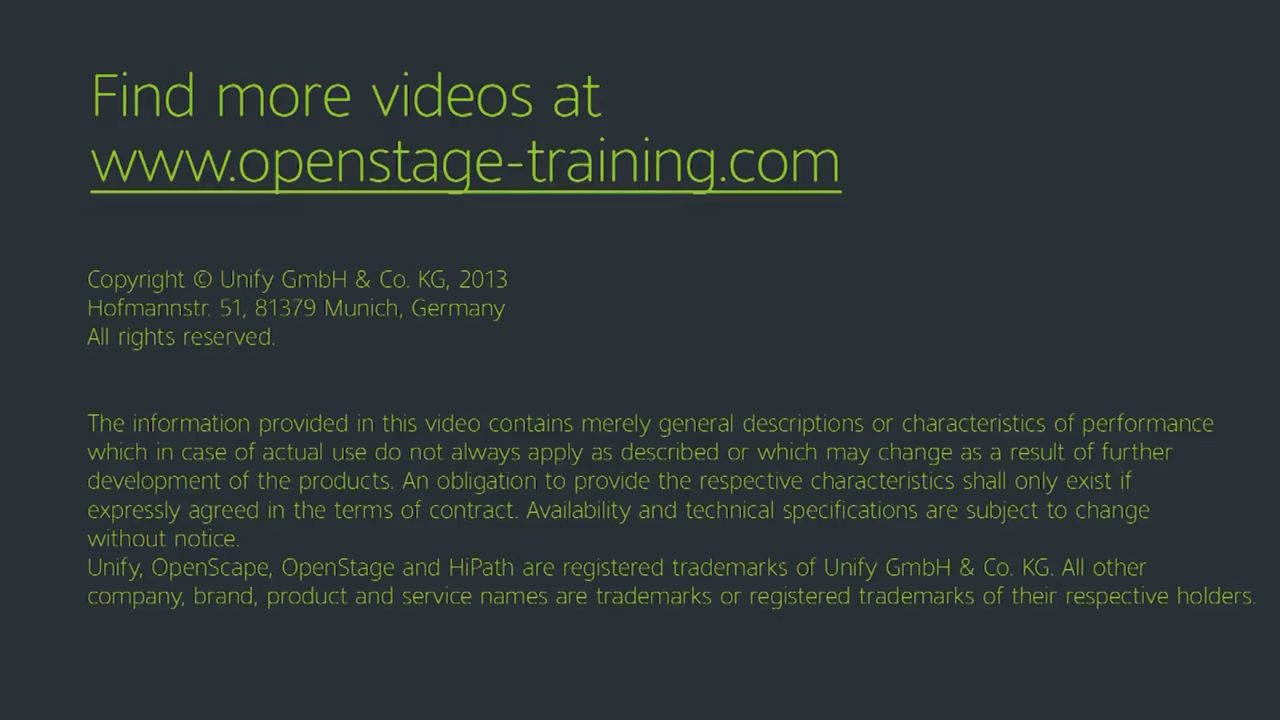 Find more videos at
www.openstage-training.com
Copyright © Unify GmbH & Co. KG, 2013
Hofmannstr. 51, 81379 Munich, Germany
All rights reserved.
The information provided in this video contains merely general descriptions or characteristics of performance
which in case of actual use do not always apply as described or which may change as a result of further
development of the products. An obligation to provide the respective characteristics shall only exist if
expressly agreed in the terms of contract. Availability and technical specifications are subject to change
without notice.
Unify, OpenScape, OpenStage and HiPath are registered trademarks of Unify GmbH & Co. KG. All other
company, brand, product and service names are trademarks or registered trademarks of their respective holders.